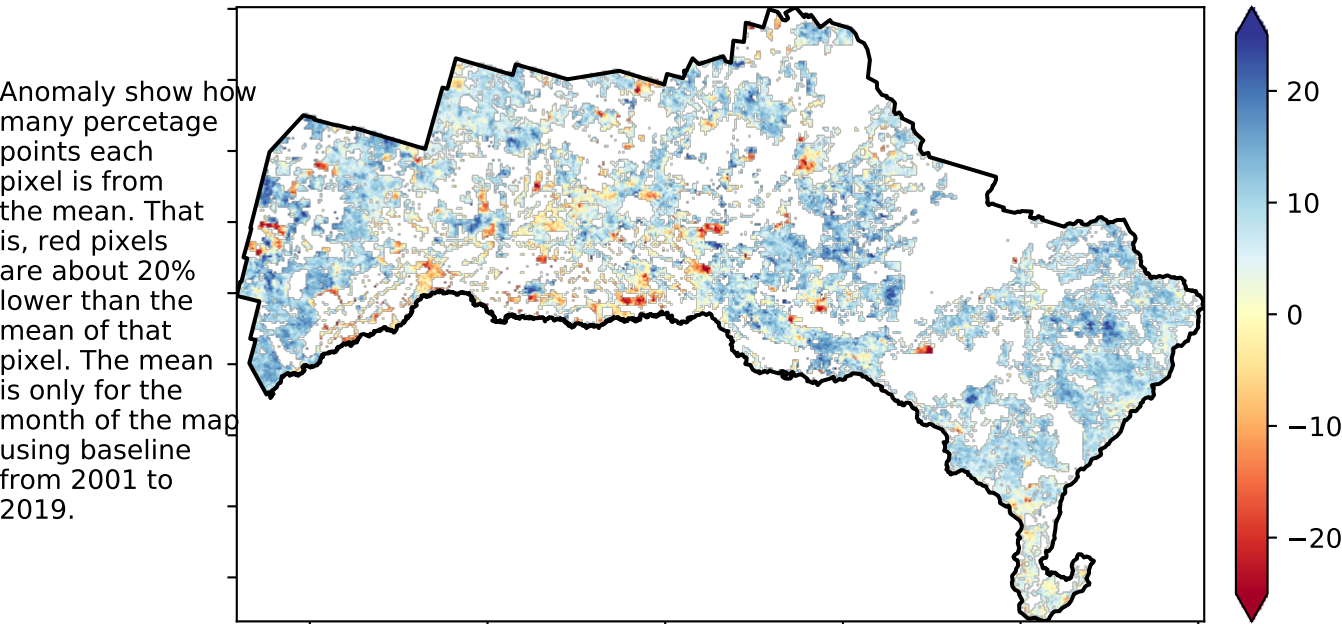 Anomaly show how
many percetage
points each
pixel is from
the mean. That
is, red pixels
are about 20%
lower than the
mean of that
pixel. The mean
is only for the
month of the map
using baseline
from 2001 to
2019.
20
10
0
−10
−20